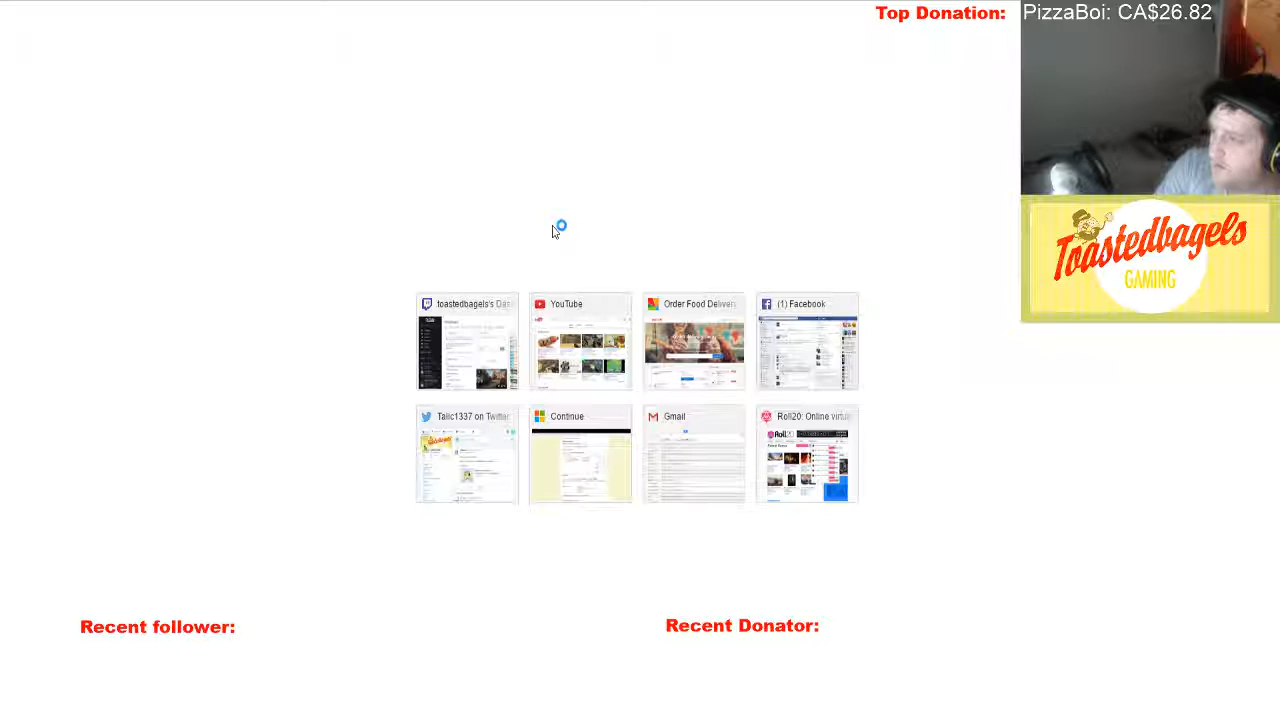 Top Donation:
PizzaBoi: CA$26.82
Toastedbagels
GAMING
toastedbagels's Das
YouTube
Order Food Delivery
(1) Facebook
Talic1337 on Twitter
Continue
Gmail
Roll20: Online virtu
Recent follower:
Recent Donator: